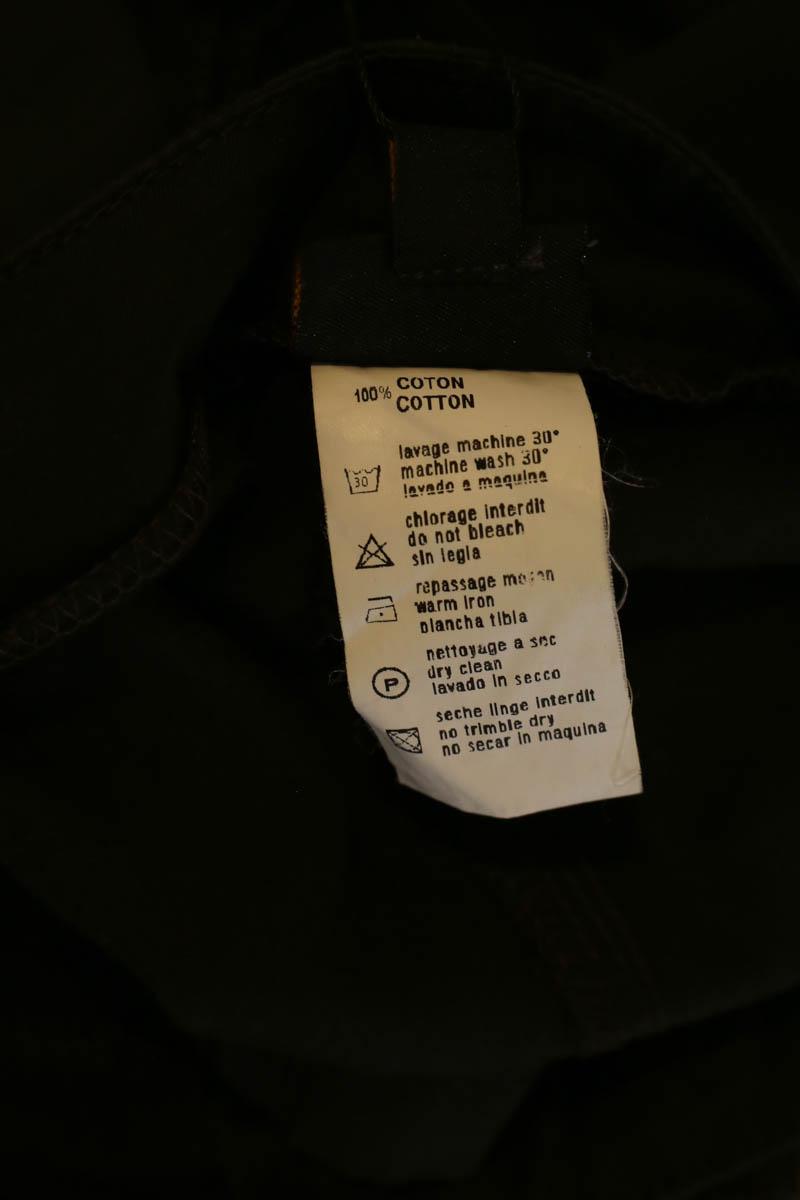 100% COTON
COTTON
lavage machine 30°
machine wash 30°
lavado a maquina
30
chlorage interdit
do not bleach
sin legia
repassage
warm iron
plancha tibia
nettoyage a sec
dry clean
lavado in secco
P
seche linge interdit
no trimble dry
no secar in maquina